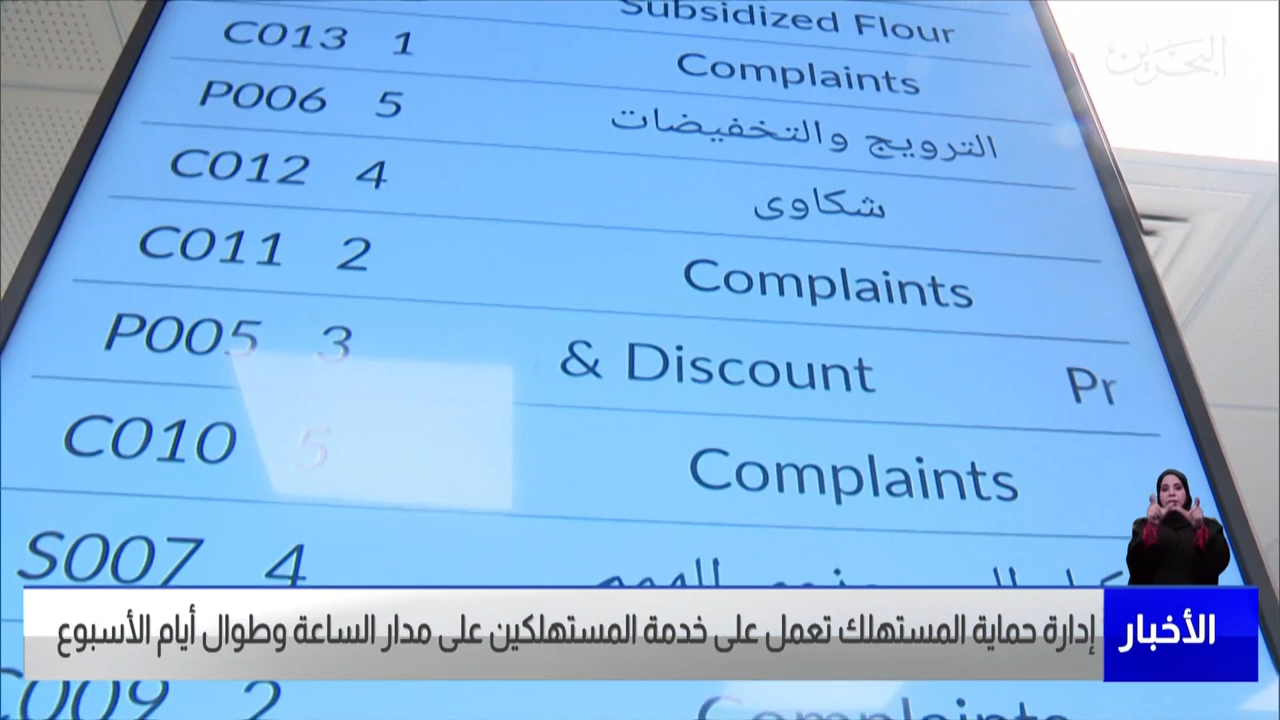 Subsidized Flour
البحرين
C013 1 Complaints
P006 5 الترويج والتخفيضات
C012 4 شكاوى
C011 2 Complaints
P005 3 & Discount Pr
C010 5 Complaints
S007 4
C009 2 Complaints
الأخبار
إدارة حماية المستهلك تعمل على خدمة المستهلكين على مدار الساعة وطوال أيام الأسبوع